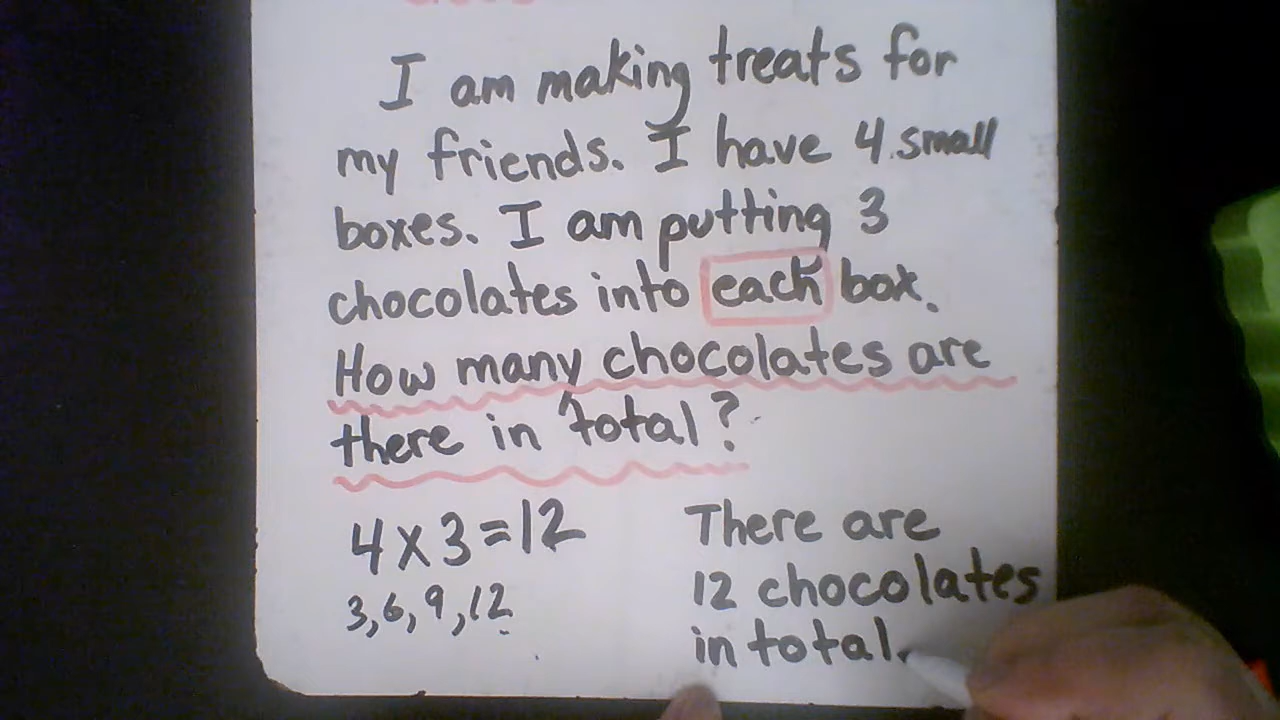 I am making treats for
my friends. I have 4 small
boxes. I am putting 3
chocolates into each box.
How many chocolates are
there in total?
4 x 3 = 12
3, 6, 9, 12
There are
12 chocolates
in total.